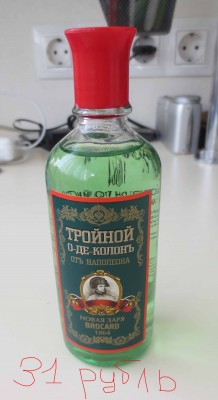 ТРОЙНОЙ
О-ДЕ-КОЛОНЪ
ОТЪ НАПОЛЕОНА
НОВАЯ ЗАРЯ
BROCARD
1864
31 рубль